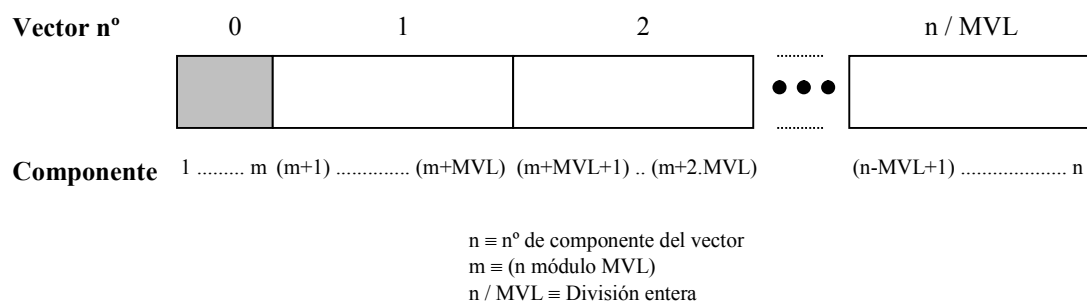 Vector nº 0 1 2 n / MVL
Componente 1 ......... m (m+1) .............. (m+MVL) (m+MVL+1) .. (m+2.MVL) (n-MVL+1) .................... n
n ≡ nº de componente del vector
m ≡ (n módulo MVL)
n / MVL ≡ División entera